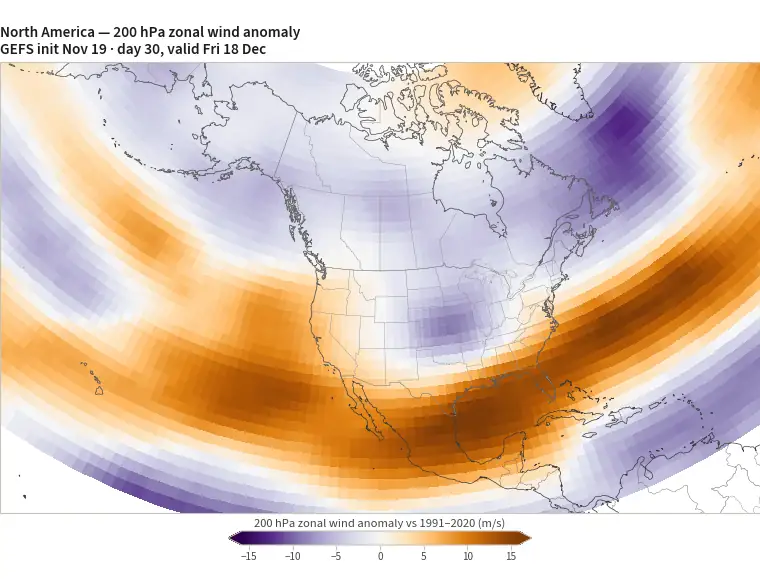 North America — 200 hPa zonal wind anomaly
GEFS init Nov 19 · day 30, valid Fri 18 Dec
200 hPa zonal wind anomaly vs 1991–2020 (m/s)
−15 −10 −5 0 5 10 15